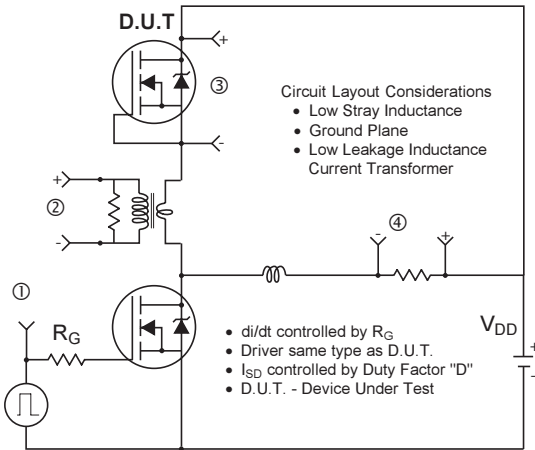 D.U.T
+
③
-
Circuit Layout Considerations
• Low Stray Inductance
• Ground Plane
• Low Leakage Inductance
Current Transformer
+
②
-
-
④
+
①
RG
VDD
+
-
• di/dt controlled by RG
• Driver same type as D.U.T.
• ISD controlled by Duty Factor "D"
• D.U.T. - Device Under Test